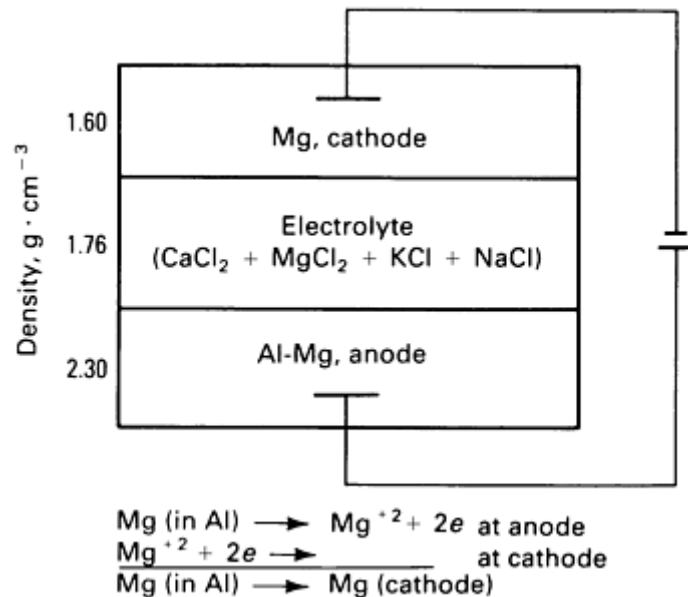 1.60
Mg, cathode
Electrolyte
1.76
(CaCl₂ + MgCl₂ + KCl + NaCl)
Density, g · cm⁻³
Al-Mg, anode
2.30
Mg (in Al) ⟶ Mg⁺² + 2e at anode
Mg⁺² + 2e ⟶ at cathode
Mg (in Al) ⟶ Mg (cathode)